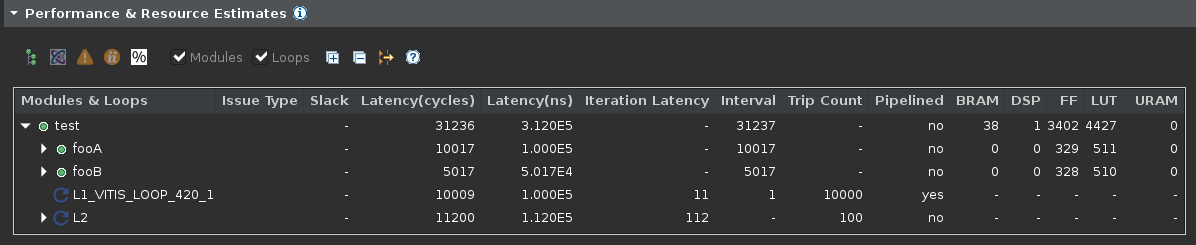 Performance & Resource Estimates
% Modules Loops
Modules & Loops Issue Type Slack Latency(cycles) Latency(ns) Iteration Latency Interval Trip Count Pipelined BRAM DSP FF LUT URAM
test - 31236 3.120E5 - 31237 - no 38 1 3402 4427 0
fooA - 10017 1.000E5 - 10017 - no 0 0 329 511 0
fooB - 5017 5.017E4 - 5017 - no 0 0 328 510 0
L1_VITIS_LOOP_420_1 - 10009 1.000E5 11 1 10000 yes - - - - -
L2 - 11200 1.120E5 112 - 100 no - - - - -